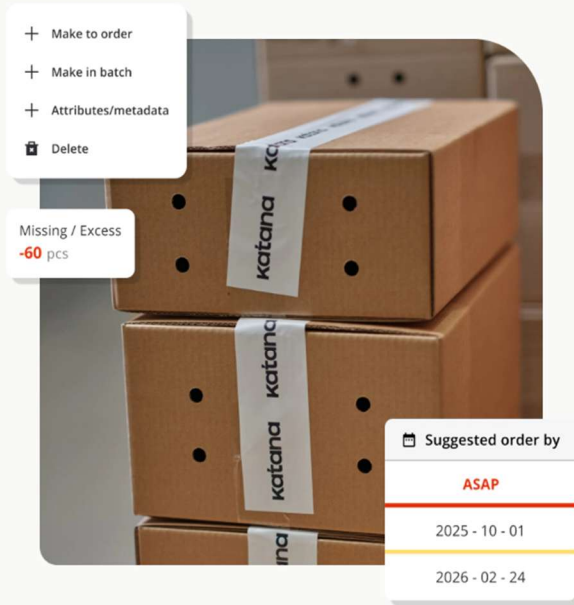 Make to order
Make in batch
Attributes/metadata
Delete
Missing / Excess
-60 pcs
katana
katana
katana
Suggested order by
ASAP
2025 - 10 - 01
2026 - 02 - 24